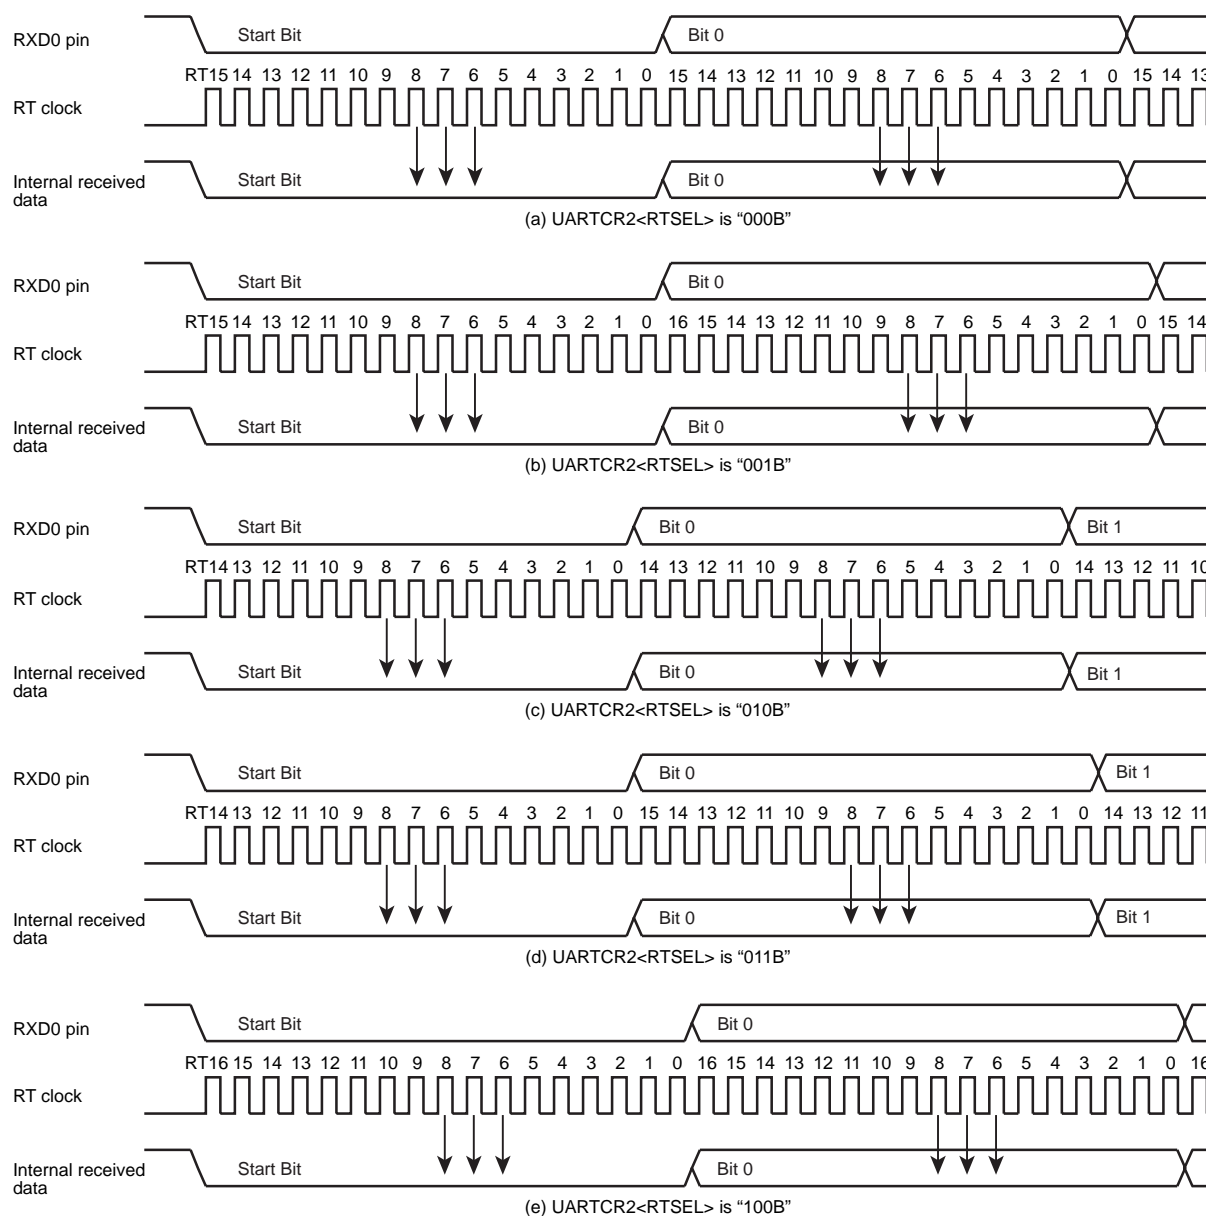 RXD0 pin Start Bit Bit 0
RT15 14 13 12 11 10 9 8 7 6 5 4 3 2 1 0 15 14 13 12 11 10 9 8 7 6 5 4 3 2 1 0 15 14 13
RT clock
Internal received data Start Bit Bit 0
(a) UARTCR2<RTSEL> is “000B”
RXD0 pin Start Bit Bit 0
RT15 14 13 12 11 10 9 8 7 6 5 4 3 2 1 0 16 15 14 13 12 11 10 9 8 7 6 5 4 3 2 1 0 15 14
RT clock
Internal received data Start Bit Bit 0
(b) UARTCR2<RTSEL> is “001B”
RXD0 pin Start Bit Bit 0 Bit 1
RT14 13 12 11 10 9 8 7 6 5 4 3 2 1 0 14 13 12 11 10 9 8 7 6 5 4 3 2 1 0 14 13 12 11 10
RT clock
Internal received data Start Bit Bit 0 Bit 1
(c) UARTCR2<RTSEL> is “010B”
RXD0 pin Start Bit Bit 0 Bit 1
RT14 13 12 11 10 9 8 7 6 5 4 3 2 1 0 15 14 13 12 11 10 9 8 7 6 5 4 3 2 1 0 14 13 12 11
RT clock
Internal received data Start Bit Bit 0 Bit 1
(d) UARTCR2<RTSEL> is “011B”
RXD0 pin Start Bit Bit 0
RT16 15 14 13 12 11 10 9 8 7 6 5 4 3 2 1 0 16 15 14 13 12 11 10 9 8 7 6 5 4 3 2 1 0 16
RT clock
Internal received data Start Bit Bit 0
(e) UARTCR2<RTSEL> is “100B”